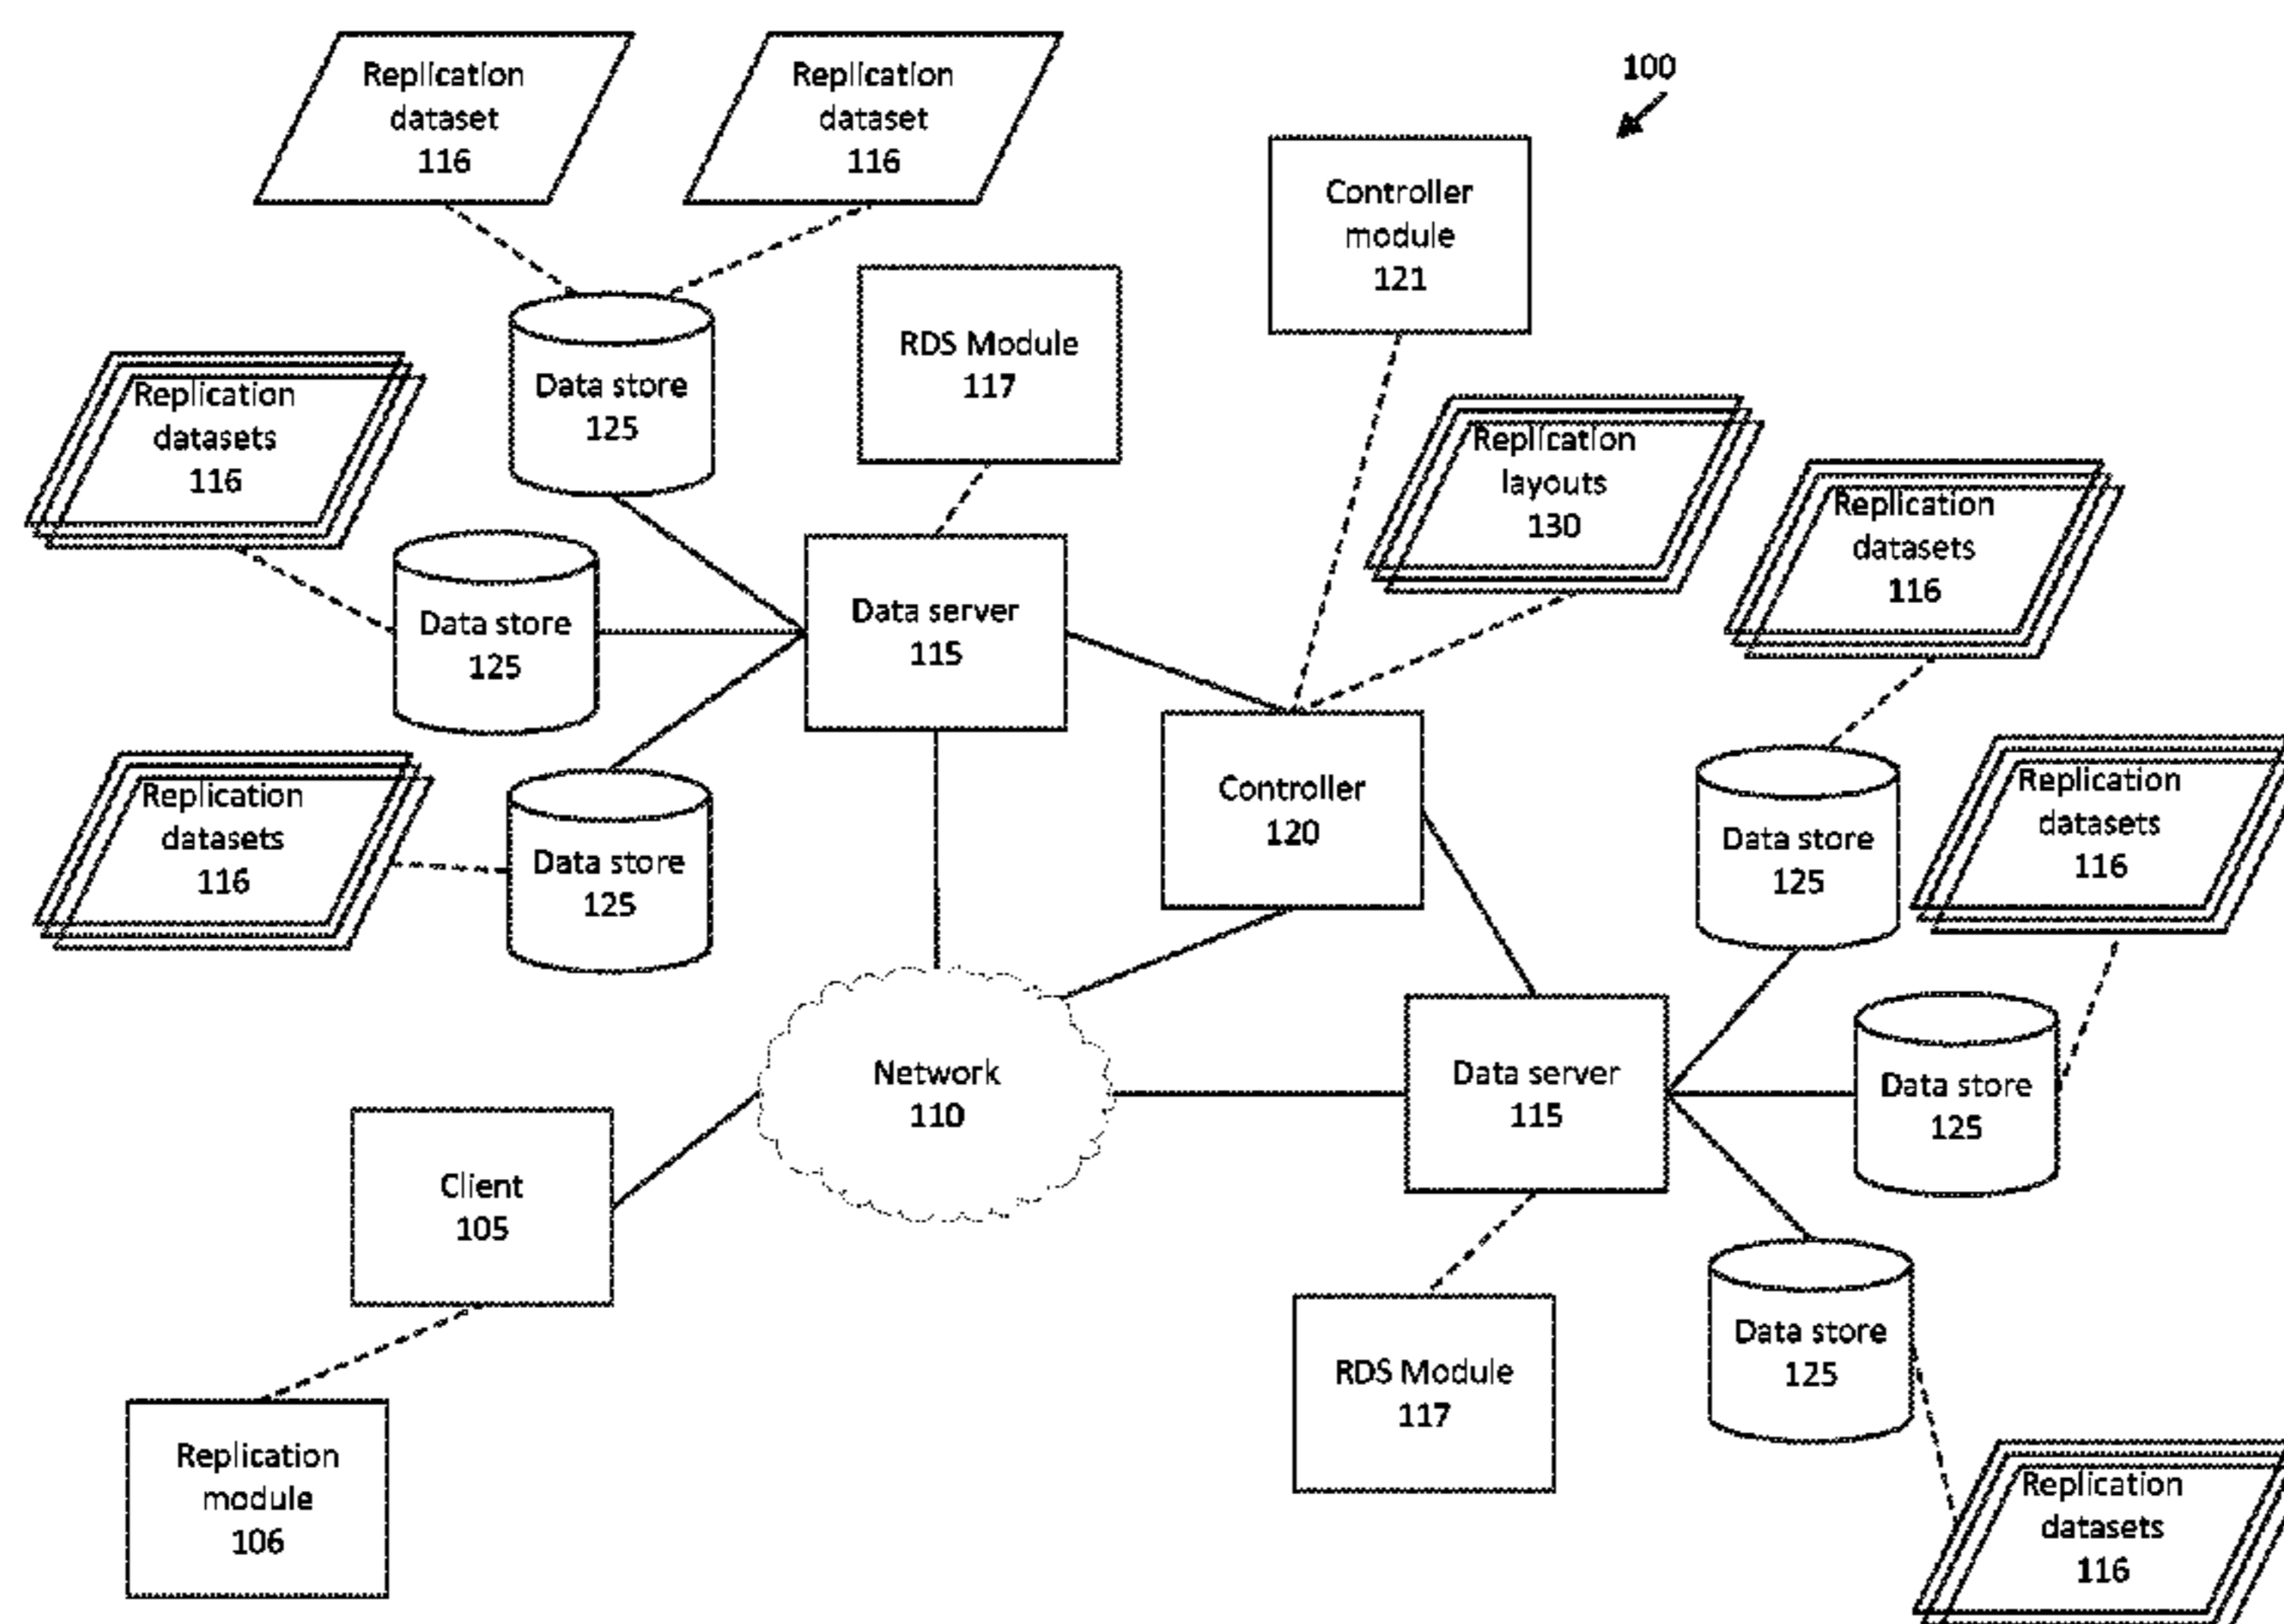 Replication
dataset
116
Replication
dataset
116
100
Controller
module
121
RDS Module
117
Data store
125
Replication
datasets
116
Replication
layouts
130
Replication
datasets
116
Data store
125
Data server
115
Replication
datasets
116
Data store
125
Controller
120
Data store
125
Replication
datasets
116
Network
110
Data server
115
Data store
125
Client
105
RDS Module
117
Data store
125
Replication
module
106
Replication
datasets
116